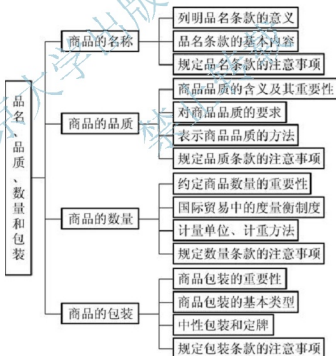 品名、品质、数量和包装
商品的名称
列明品名条款的意义
品名条款的基本内容
规定品名条款的注意事项
商品的品质
商品品质的含义及其重要性
对商品品质的要求
表示商品品质的方法
规定品质条款的注意事项
商品的数量
约定商品数量的重要性
国际贸易中的度量衡制度
计量单位、计重方法
规定数量条款的注意事项
商品的包装
商品包装的重要性
商品包装的基本类型
中性包装和定牌
规定包装条款的注意事项
大学出版